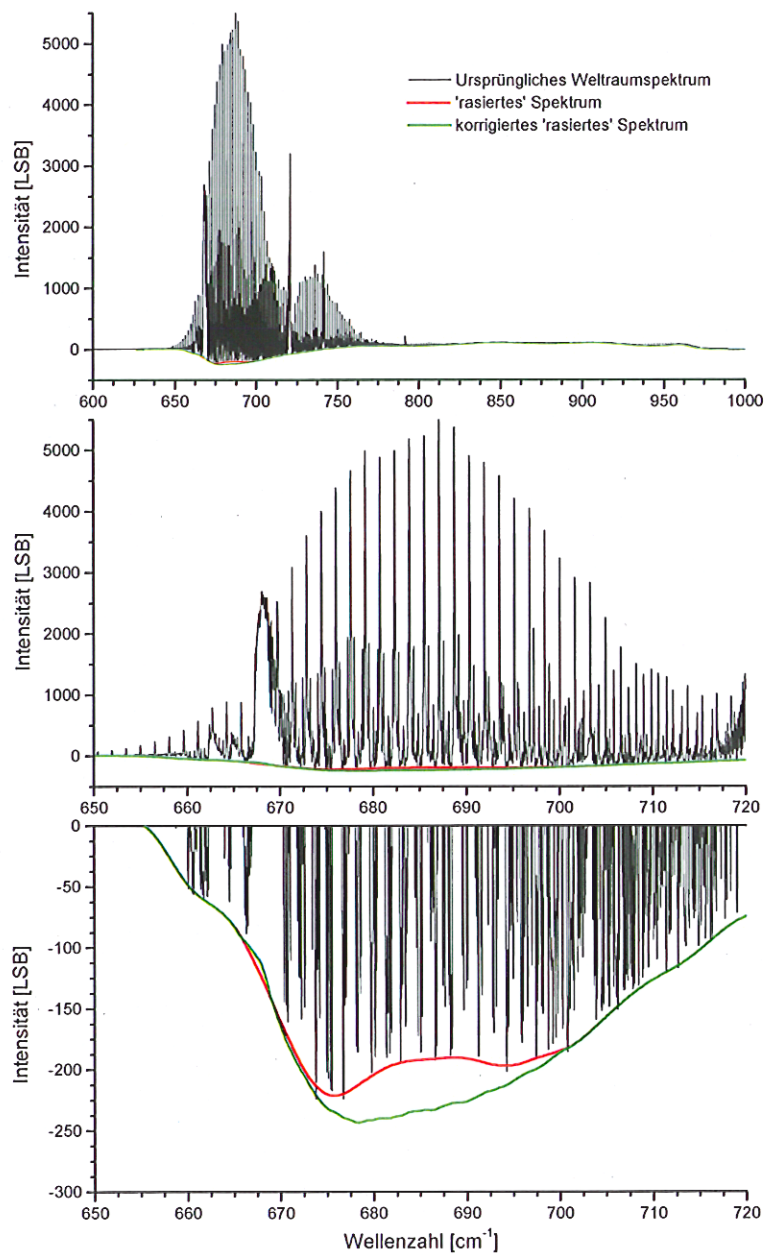 5000
4000
3000
2000
1000
0
Intensität [LSB]
Ursprüngliches Weltraumspektrum
'rasiertes' Spektrum
korrigiertes 'rasiertes' Spektrum
600 650 700 750 800 850 900 950 1000
5000
4000
3000
2000
1000
0
Intensität [LSB]
650 660 670 680 690 700 710 720
0
-50
-100
-150
-200
-250
-300
Intensität [LSB]
650 660 670 680 690 700 710 720
Wellenzahl [cm⁻¹]